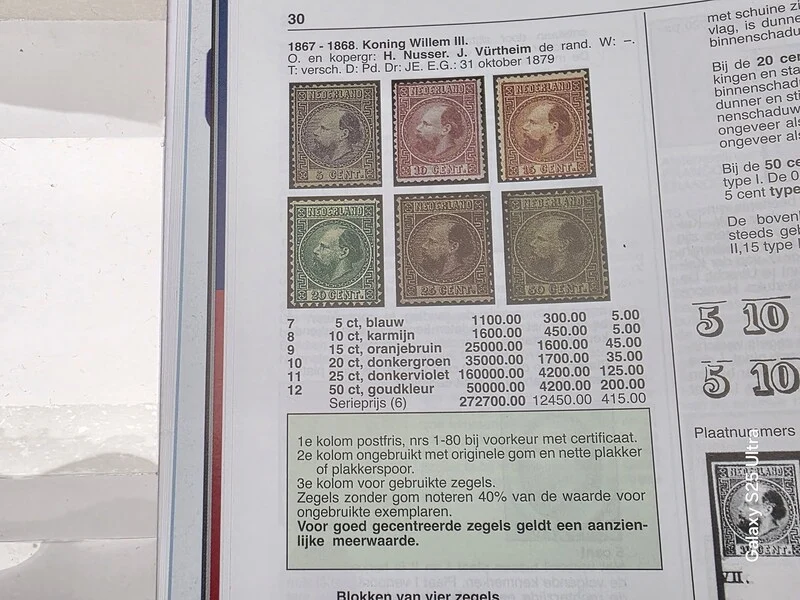 30
1867 - 1868. Koning Willem III.
O. en kopergr: H. Nusser. J. Vürtheim de rand. W: –.
T: versch. D: Pd. Dr: JE. E.G.: 31 oktober 1879
NEDERLAND NEDERLAND NEDERLAND
5 CENT. 10 CENT. 15 CENT.
NEDERLAND NEDERLAND NEDERLAND
20 CENT. 25 CENT. 50 CENT.
7 5 ct, blauw 1100.00 300.00 5.00
8 10 ct, karmijn 1600.00 450.00 5.00
9 15 ct, oranjebruin 25000.00 1600.00 45.00
10 20 ct, donkergroen 35000.00 1700.00 35.00
11 25 ct, donkerviolet 160000.00 4200.00 125.00
12 50 ct, goudkleur 50000.00 4200.00 200.00
Serieprijs (6) 272700.00 12450.00 415.00
1e kolom postfris, nrs 1-80 bij voorkeur met certificaat.
2e kolom ongebruikt met originele gom en nette plakker
of plakkerspoor.
3e kolom voor gebruikte zegels.
Zegels zonder gom noteren 40% van de waarde voor
ongebruikte exemplaren.
Voor goed gecentreerde zegels geldt een aanzien-
lijke meerwaarde.
Blokken van vier zegels
met schuine
vlag, is dunne
binnenschadu
Bij de 20 cen
kingen en sta
binnenschad
dunner en sti
nenschaduw
ongeveer als
ongeveer als
Bij de 50 ce
type I. De 0
5 cent type
De boven
steeds geb
II,15 type
5 10
5 10
Plaatnummers
NEDERLAND
CENT.
VII.
Galaxy S25 Ultra